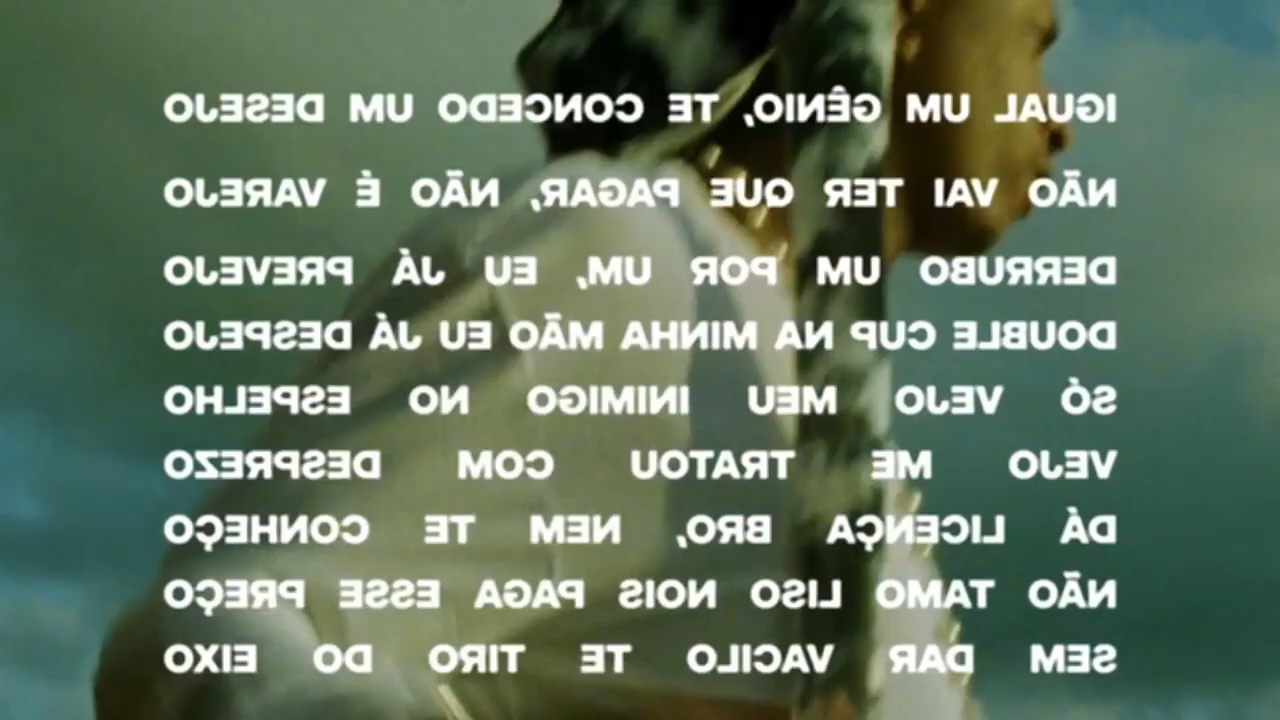 IGUAL UM GÊNIO, TE CONCEDO UM DESEJO
NÃO VAI TER QUE PAGAR, NÃO É VAREJO
DERRUBO UM POR UM, EU JÁ PREVEJO
DOUBLE CUP NA MINHA MÃO EU JÁ DESPEJO
SÓ VEJO MEU INIMIGO NO ESPELHO
VEJO ME TRATOU COM DESPREZO
DÁ LICENÇA BRO, NEM TE CONHEÇO
NÃO TAMO LISO NOIS PAGA ESSE PREÇO
SEM DAR VACILO TE TIRO DO EIXO